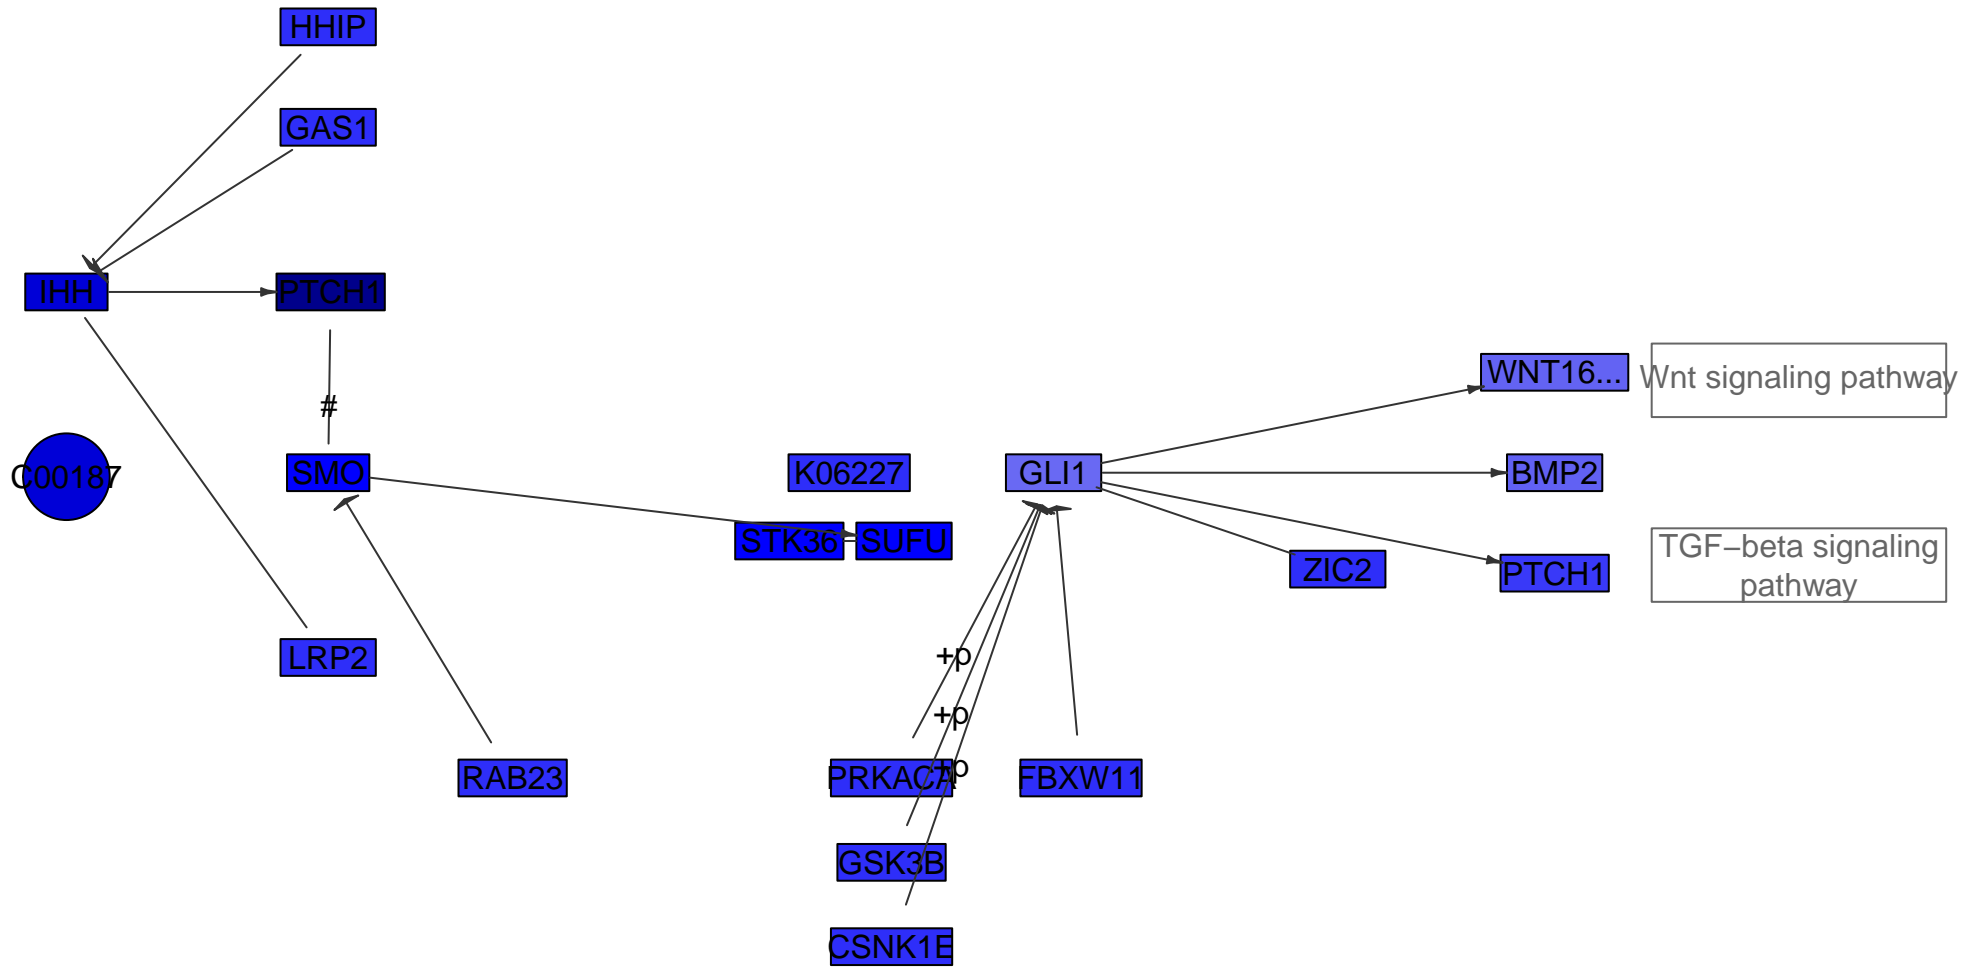 HHIP
GAS1
IHH
PTCH1
WNT16...
Wnt signaling pathway
#
C00187
SMO
K06227
GLI1
BMP2
STK36
SUFU
ZIC2
PTCH1
TGF−beta signaling
pathway
LRP2
+p
+p
+p
RAB23
PRKACA
FBXW11
GSK3B
CSNK1E